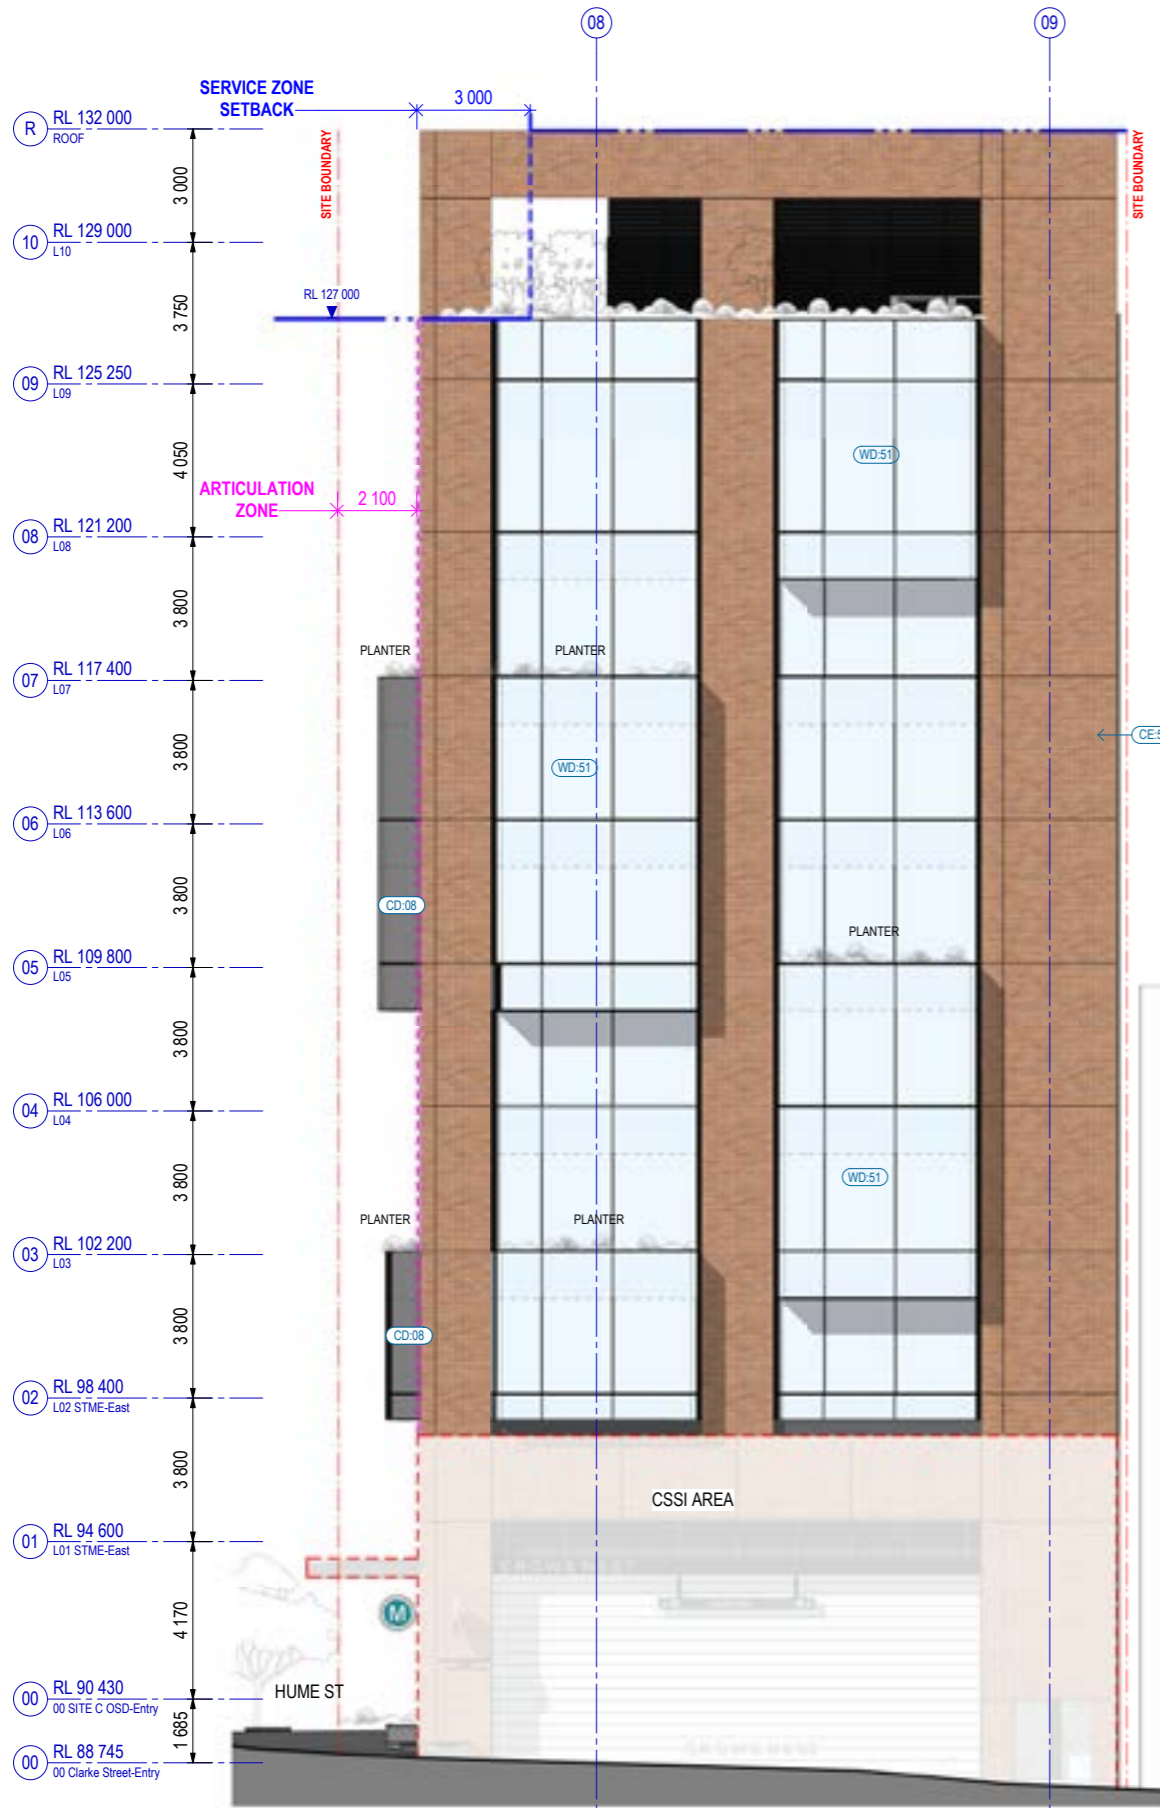 08
09
SERVICE ZONE
SETBACK
3 000
R
RL 132 000
ROOF
SITE BOUNDARY
SITE BOUNDARY
3 000
10
RL 129 000
L10
RL 127 000
3 750
09
RL 125 250
L09
4 050
WD:51
ARTICULATION
ZONE
2 100
08
RL 121 200
L08
3 800
PLANTER
PLANTER
07
RL 117 400
L07
3 800
CE:5
WD:51
06
RL 113 600
L06
3 800
CD:08
PLANTER
05
RL 109 800
L05
3 800
04
RL 106 000
L04
3 800
WD:51
PLANTER
PLANTER
03
RL 102 200
L03
3 800
CD:08
02
RL 98 400
L02 STME-East
3 800
CSSI AREA
01
RL 94 600
L01 STME-East
CROWS NEST
M
4 170
HUME ST
00
RL 90 430
00 SITE C OSD-Entry
1 685
CROWS NEST
00
RL 88 745
00 Clarke Street-Entry